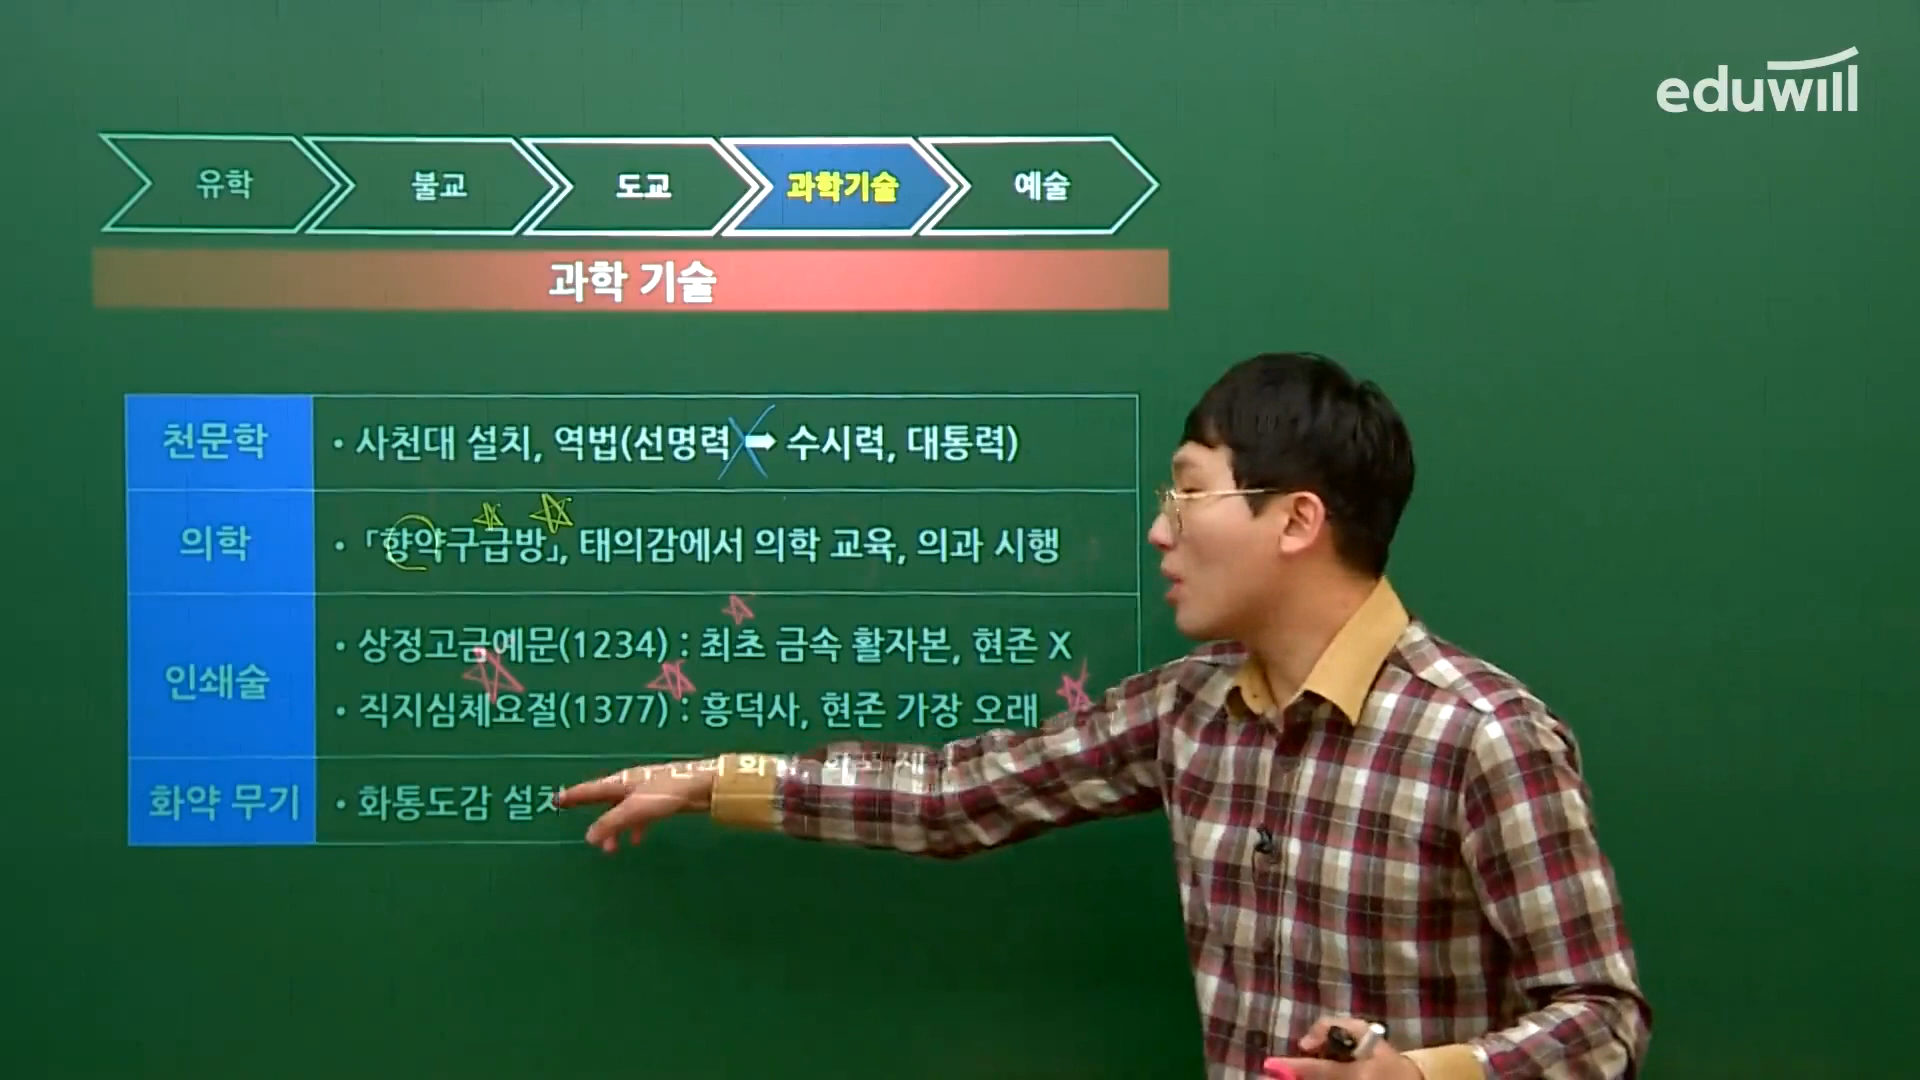 eduwill
유학 불교 도교 과학기술 예술
과학 기술
천문학
• 사천대 설치, 역법(선명력 ➡ 수시력, 대통력)
의학
• 「향약구급방」, 태의감에서 의학 교육, 의과 시행
인쇄술
• 상정고금예문(1234) : 최초 금속 활자본, 현존 X
• 직지심체요절(1377) : 흥덕사, 현존 가장 오래
화약 무기
• 화통도감 설치